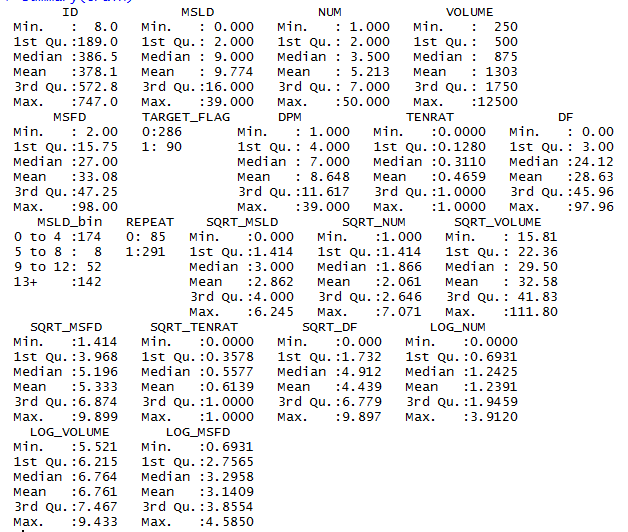 ID             MSLD             NUM             VOLUME
Min.   :  8.0   Min.   : 0.000   Min.   : 1.000   Min.   :  250
1st Qu.:189.0   1st Qu.: 2.000   1st Qu.: 2.000   1st Qu.:  500
Median :386.5   Median : 9.000   Median : 3.500   Median :  875
Mean   :378.1   Mean   : 9.774   Mean   : 5.213   Mean   : 1303
3rd Qu.:572.8   3rd Qu.:16.000   3rd Qu.: 7.000   3rd Qu.: 1750
Max.   :747.0   Max.   :39.000   Max.   :50.000   Max.   :12500
     MSFD       TARGET_FLAG      DPM             TENRAT             DF
Min.   : 2.00   0:286       Min.   : 1.000   Min.   :0.0000   Min.   : 0.00
1st Qu.:15.75   1: 90       1st Qu.: 4.000   1st Qu.:0.1280   1st Qu.: 3.00
Median :27.00               Median : 7.000   Median :0.3110   Median :24.12
Mean   :33.08               Mean   : 8.648   Mean   :0.4659   Mean   :28.63
3rd Qu.:47.25               3rd Qu.:11.617   3rd Qu.:1.0000   3rd Qu.:45.96
Max.   :98.00               Max.   :39.000   Max.   :1.0000   Max.   :97.96
   MSLD_bin   REPEAT    SQRT_MSLD        SQRT_NUM      SQRT_VOLUME
0 to 4 :174   0: 85   Min.   :0.000   Min.   :1.000   Min.   : 15.81
5 to 8 :  8   1:291   1st Qu.:1.414   1st Qu.:1.414   1st Qu.: 22.36
9 to 12: 52           Median :3.000   Median :1.866   Median : 29.50
13+    :142           Mean   :2.862   Mean   :2.061   Mean   : 32.58
                      3rd Qu.:4.000   3rd Qu.:2.646   3rd Qu.: 41.83
                      Max.   :6.245   Max.   :7.071   Max.   :111.80
  SQRT_MSFD      SQRT_TENRAT        SQRT_DF         LOG_NUM
Min.   :1.414   Min.   :0.0000   Min.   :0.000   Min.   :0.0000
1st Qu.:3.968   1st Qu.:0.3578   1st Qu.:1.732   1st Qu.:0.6931
Median :5.196   Median :0.5577   Median :4.912   Median :1.2425
Mean   :5.333   Mean   :0.6139   Mean   :4.439   Mean   :1.2391
3rd Qu.:6.874   3rd Qu.:1.0000   3rd Qu.:6.779   3rd Qu.:1.9459
Max.   :9.899   Max.   :1.0000   Max.   :9.897   Max.   :3.9120
  LOG_VOLUME       LOG_MSFD
Min.   :5.521   Min.   :0.6931
1st Qu.:6.215   1st Qu.:2.7565
Median :6.764   Median :3.2958
Mean   :6.761   Mean   :3.1409
3rd Qu.:7.467   3rd Qu.:3.8554
Max.   :9.433   Max.   :4.5850